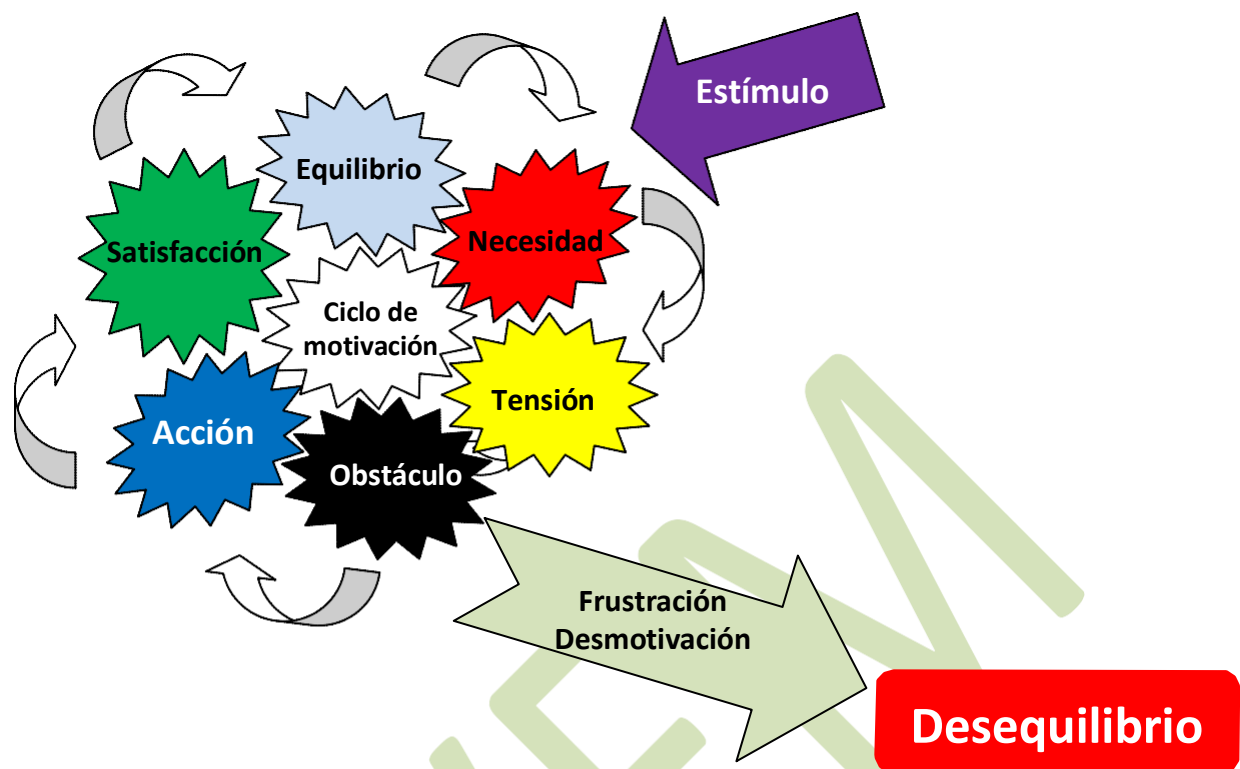 Estímulo
Equilibrio
Necesidad
Satisfacción
Ciclo de
motivación
Tensión
Acción
Obstáculo
Frustración
Desmotivación
Desequilibrio